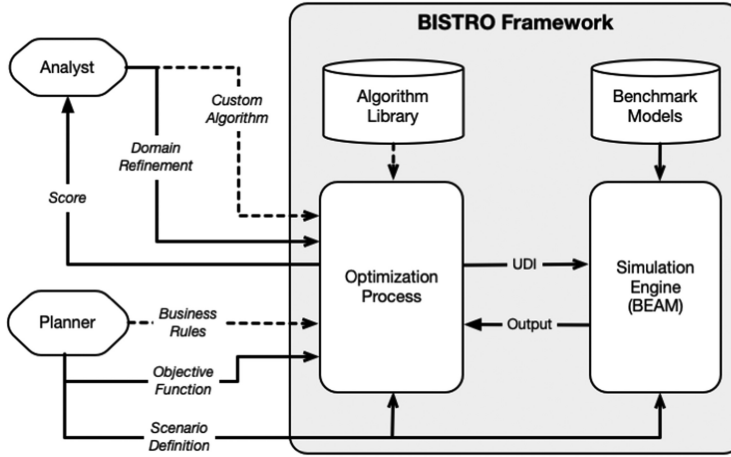 BISTRO Framework
Analyst
Custom
Algorithm
Algorithm
Library
Benchmark
Models
Domain
Refinement
Score
Optimization
Process
UDI
Simulation
Engine
(BEAM)
Output
Planner
Business
Rules
Objective
Function
Scenario
Definition